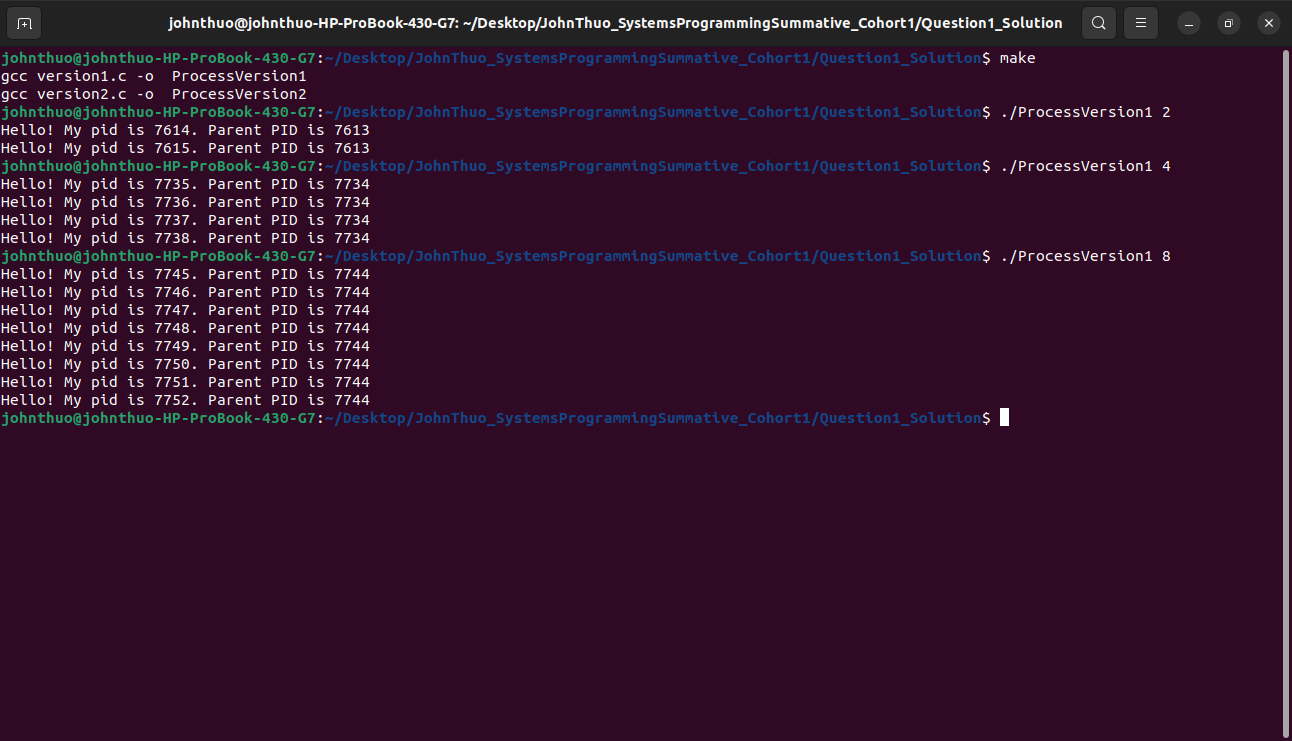 johnthuo@johnthuo-HP-ProBook-430-G7: ~/Desktop/JohnThuo_SystemsProgrammingSummative_Cohort1/Question1_Solution
johnthuo@johnthuo-HP-ProBook-430-G7:~/Desktop/JohnThuo_SystemsProgrammingSummative_Cohort1/Question1_Solution$ make
gcc version1.c -o  ProcessVersion1
gcc version2.c -o  ProcessVersion2
johnthuo@johnthuo-HP-ProBook-430-G7:~/Desktop/JohnThuo_SystemsProgrammingSummative_Cohort1/Question1_Solution$ ./ProcessVersion1 2
Hello! My pid is 7614. Parent PID is 7613
Hello! My pid is 7615. Parent PID is 7613
johnthuo@johnthuo-HP-ProBook-430-G7:~/Desktop/JohnThuo_SystemsProgrammingSummative_Cohort1/Question1_Solution$ ./ProcessVersion1 4
Hello! My pid is 7735. Parent PID is 7734
Hello! My pid is 7736. Parent PID is 7734
Hello! My pid is 7737. Parent PID is 7734
Hello! My pid is 7738. Parent PID is 7734
johnthuo@johnthuo-HP-ProBook-430-G7:~/Desktop/JohnThuo_SystemsProgrammingSummative_Cohort1/Question1_Solution$ ./ProcessVersion1 8
Hello! My pid is 7745. Parent PID is 7744
Hello! My pid is 7746. Parent PID is 7744
Hello! My pid is 7747. Parent PID is 7744
Hello! My pid is 7748. Parent PID is 7744
Hello! My pid is 7749. Parent PID is 7744
Hello! My pid is 7750. Parent PID is 7744
Hello! My pid is 7751. Parent PID is 7744
Hello! My pid is 7752. Parent PID is 7744
johnthuo@johnthuo-HP-ProBook-430-G7:~/Desktop/JohnThuo_SystemsProgrammingSummative_Cohort1/Question1_Solution$